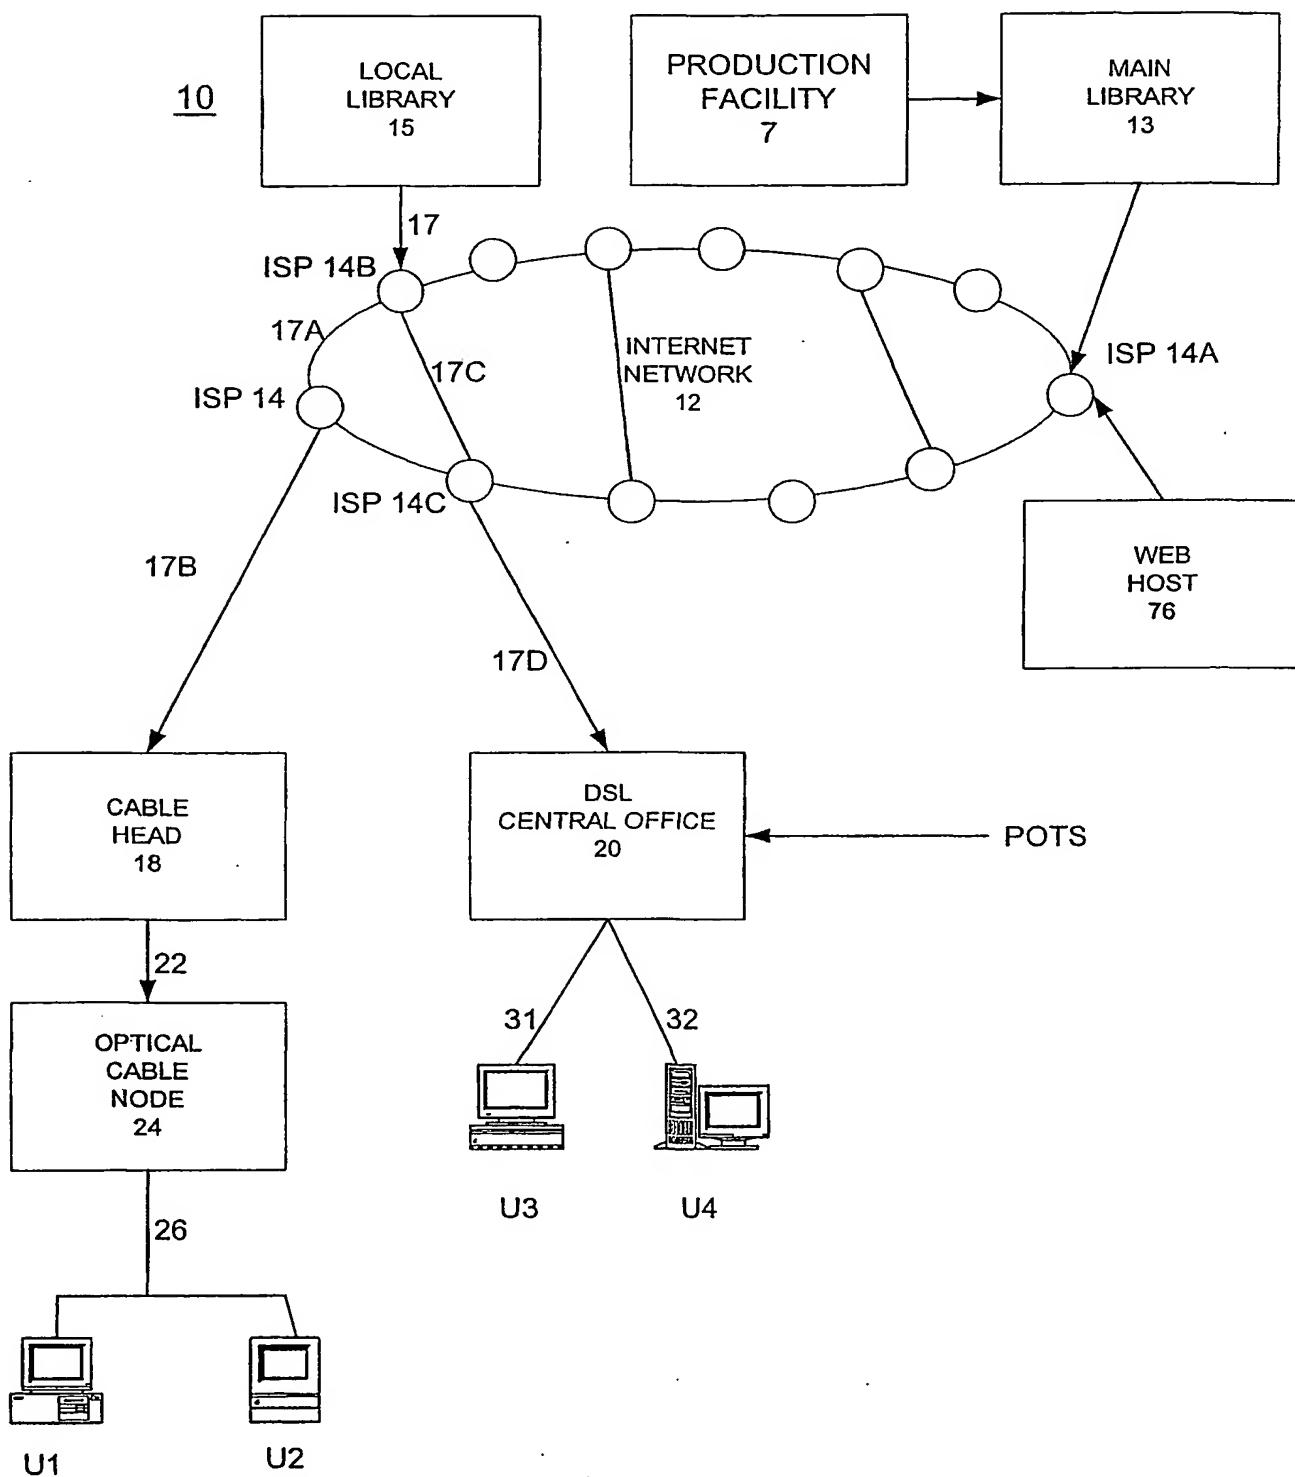 10
LOCAL
LIBRARY
15
PRODUCTION
FACILITY
7
MAIN
LIBRARY
13
17
ISP 14B
17A
ISP 14
17C
INTERNET
NETWORK
12
ISP 14A
ISP 14C
17B
17D
WEB
HOST
76
CABLE
HEAD
18
DSL
CENTRAL OFFICE
20
POTS
22
OPTICAL
CABLE
NODE
24
31
32
U3
U4
26
U1
U2